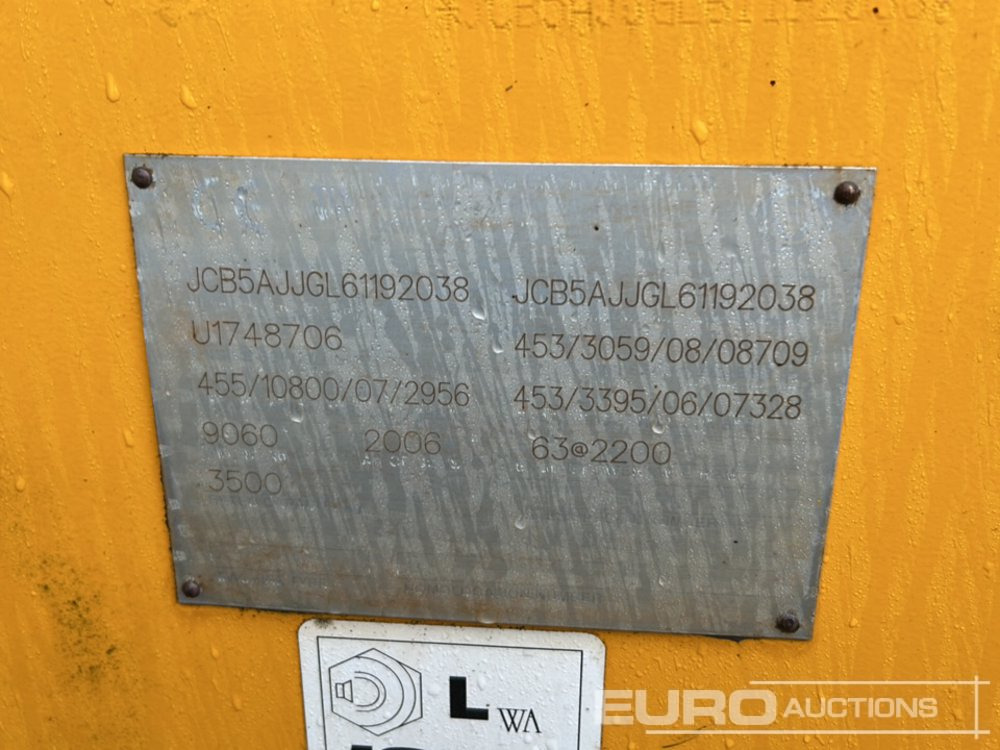 JCB5AJJGL61192038 JCB5AJJGL61192038
U1748706 453/3059/08/08709
455/10800/07/2956 453/3395/06/07328
9060 2006 63@2200
3500
L WA
EURO AUCTIONS